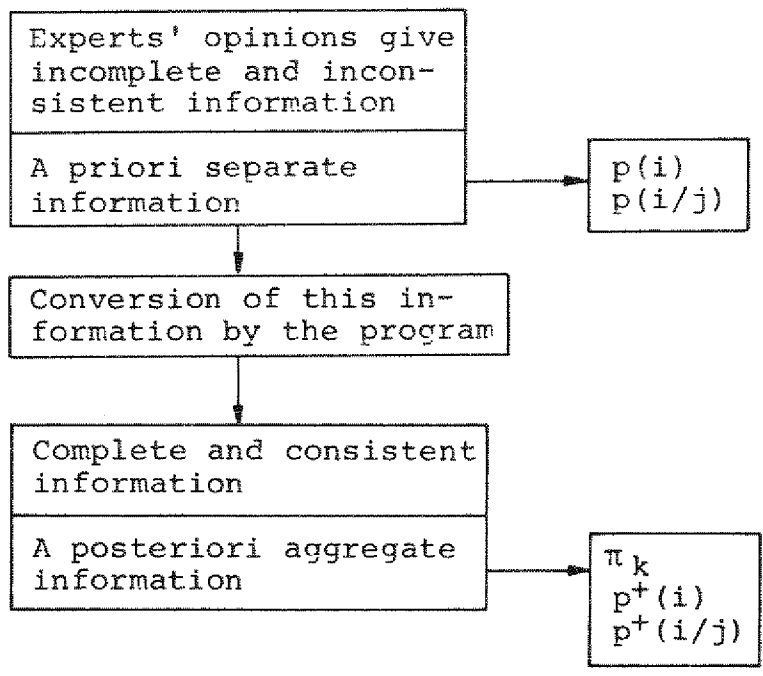 Experts' opinions give
incomplete and incon-
sistent information
A priori separate
information
p(i)
p(i/j)
Conversion of this in-
formation by the program
Complete and consistent
information
A posteriori aggregate
information
π k
p+(i)
p+(i/j)